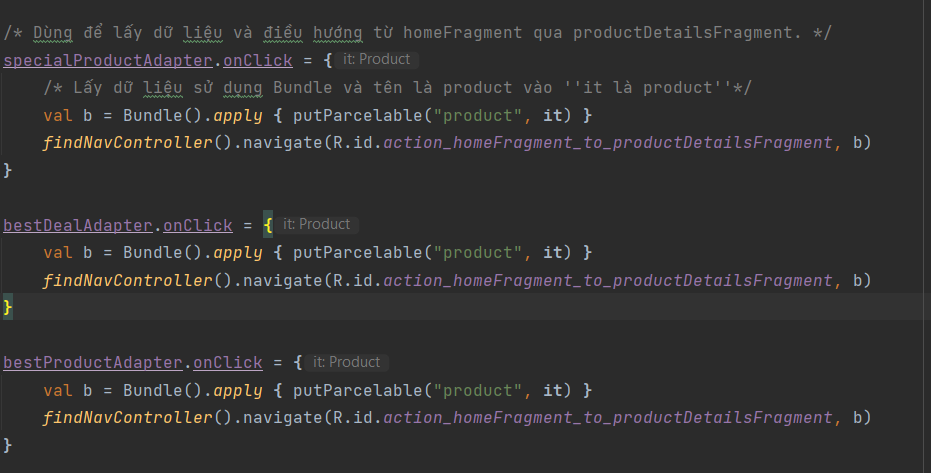 /* Dùng để lấy dữ liệu và điều hướng từ homeFragment qua productDetailsFragment. */
specialProductAdapter.onClick = { it: Product
/* Lấy dữ liệu sử dụng Bundle và tên là product vào ''it là product''*/
val b = Bundle().apply { putParcelable("product", it) }
findNavController().navigate(R.id.action_homeFragment_to_productDetailsFragment, b)
}
bestDealAdapter.onClick = { it: Product
val b = Bundle().apply { putParcelable("product", it) }
findNavController().navigate(R.id.action_homeFragment_to_productDetailsFragment, b)
}
bestProductAdapter.onClick = { it: Product
val b = Bundle().apply { putParcelable("product", it) }
findNavController().navigate(R.id.action_homeFragment_to_productDetailsFragment, b)
}